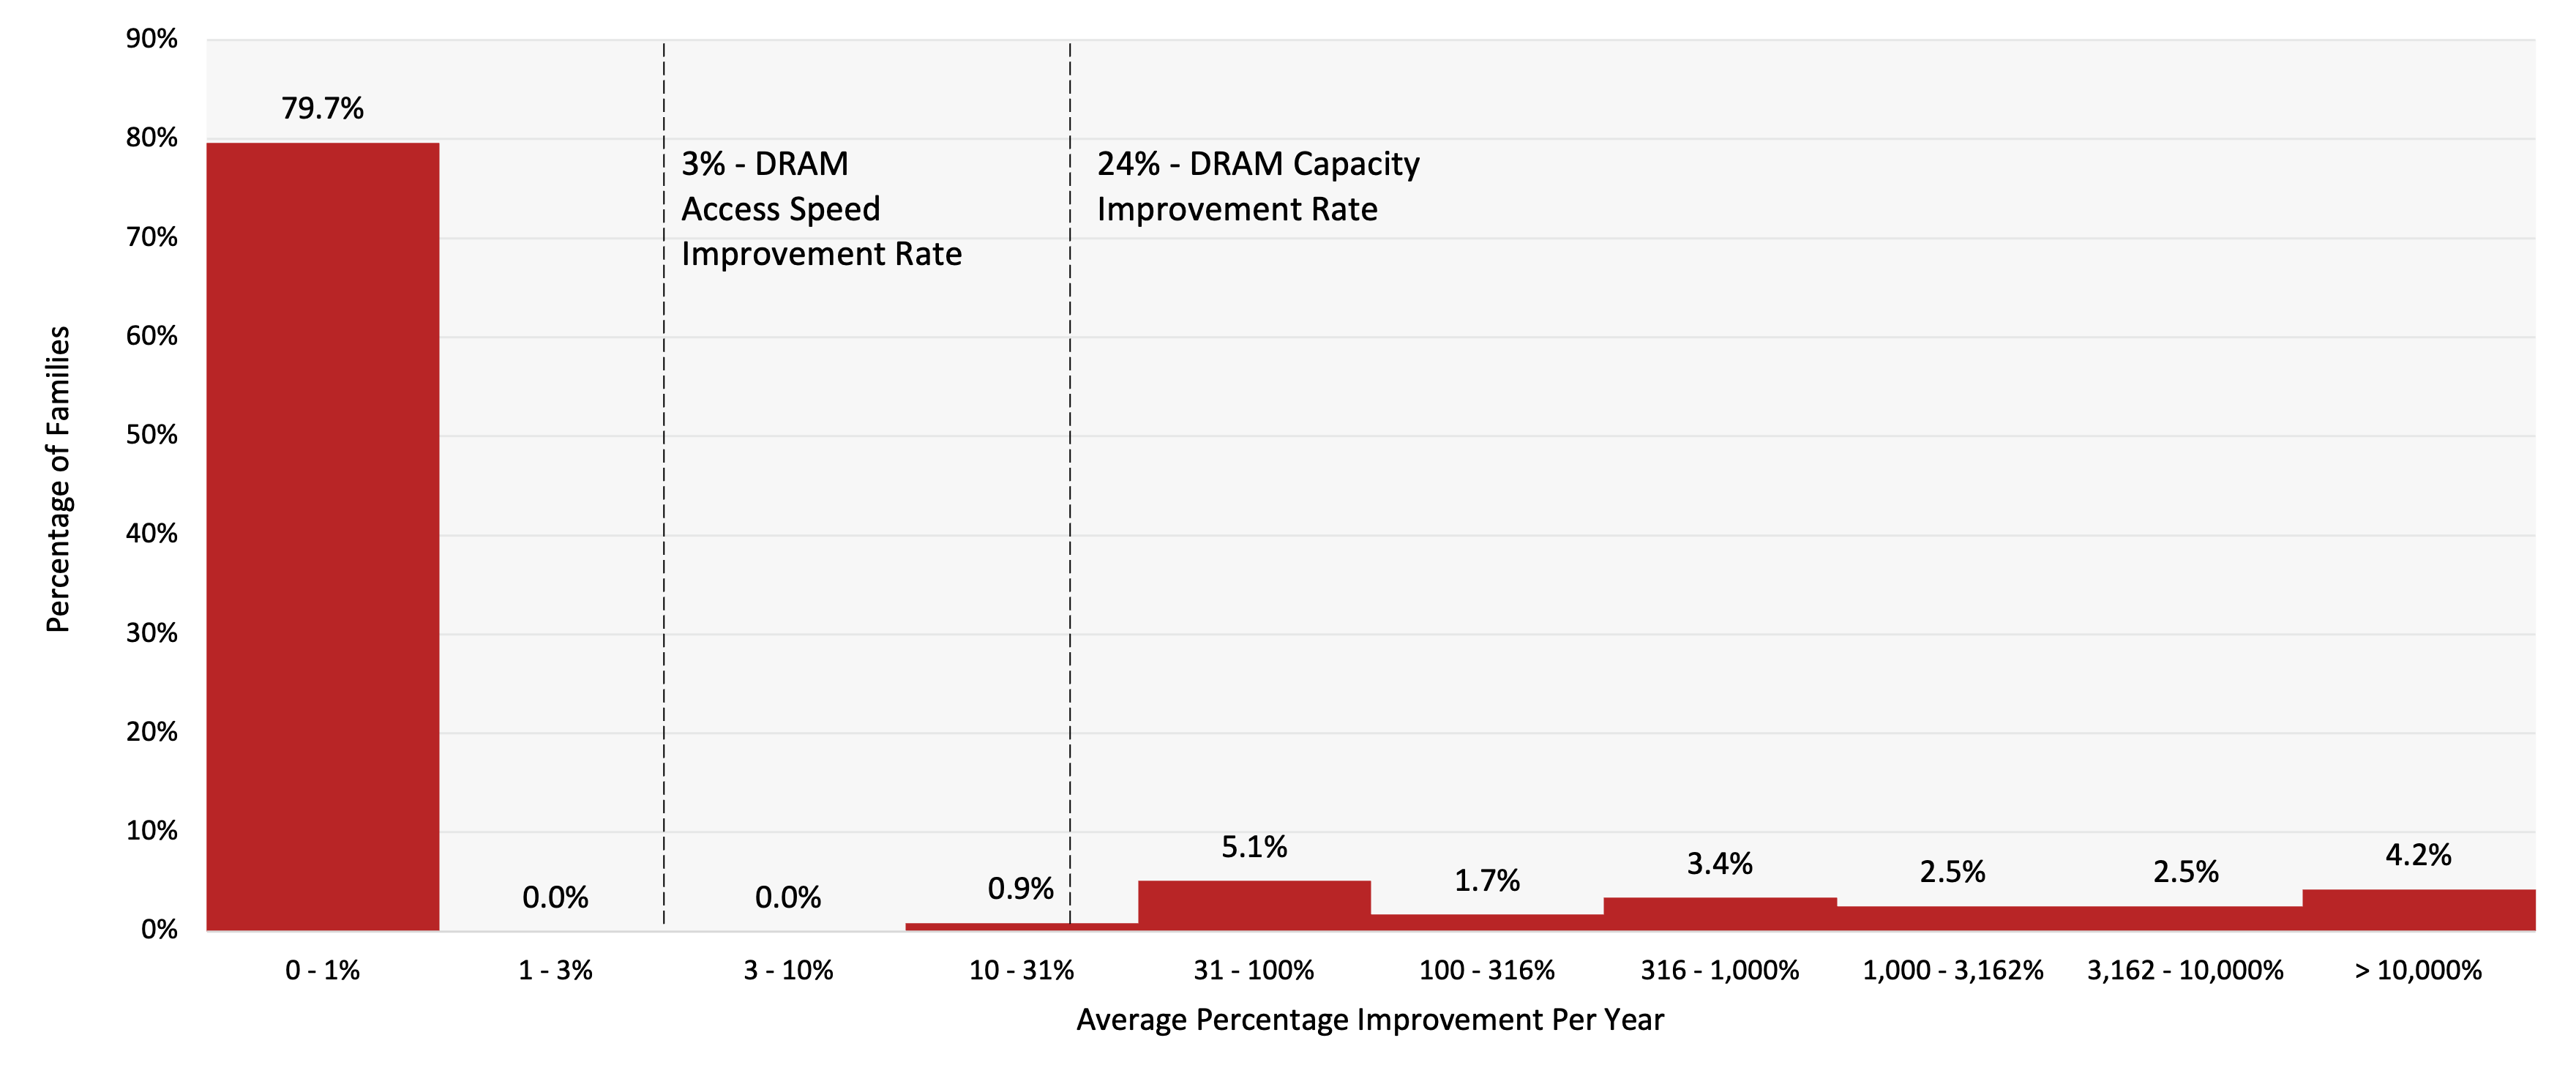 90%
80%
70%
60%
50%
40%
30%
20%
10%
0%
Percentage of Families
79.7%
0.0%
0.0%
0.9%
5.1%
1.7%
3.4%
2.5%
2.5%
4.2%
3% - DRAM
Access Speed
Improvement Rate
24% - DRAM Capacity
Improvement Rate
0 - 1%
1 - 3%
3 - 10%
10 - 31%
31 - 100%
100 - 316%
316 - 1,000%
1,000 - 3,162%
3,162 - 10,000%
> 10,000%
Average Percentage Improvement Per Year